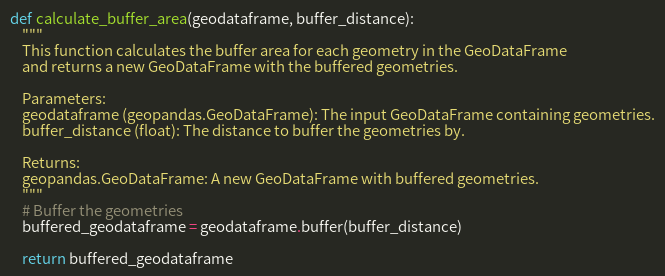 def calculate_buffer_area(geodataframe, buffer_distance):
    """
    This function calculates the buffer area for each geometry in the GeoDataFrame
    and returns a new GeoDataFrame with the buffered geometries.

    Parameters:
    geodataframe (geopandas.GeoDataFrame): The input GeoDataFrame containing geometries.
    buffer_distance (float): The distance to buffer the geometries by.

    Returns:
    geopandas.GeoDataFrame: A new GeoDataFrame with buffered geometries.
    """
    # Buffer the geometries
    buffered_geodataframe = geodataframe.buffer(buffer_distance)

    return buffered_geodataframe